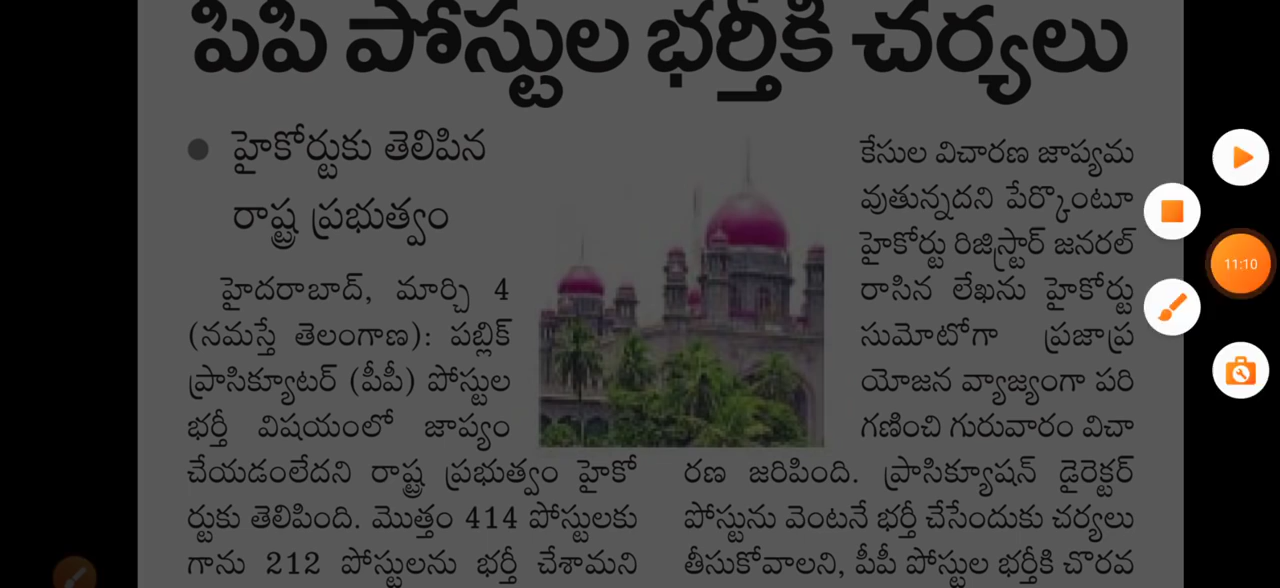 పిపి పోస్టుల భర్తీకి చర్యలు
● హైకోర్టుకు తెలిపిన
రాష్ట్ర ప్రభుత్వం
హైదరాబాద్, మార్చి 4
(నమస్తే తెలంగాణ): పబ్లిక్
ప్రాసిక్యూటర్ (పీపీ) పోస్టుల
భర్తీ విషయంలో జాప్యం
చేయడంలేదని రాష్ట్ర ప్రభుత్వం హైకో
ర్టుకు తెలిపింది. మొత్తం 414 పోస్టులకు
గాను 212 పోస్టులను భర్తీ చేశామని
కేసుల విచారణ జాప్యమ
వుతున్నదని పేర్కొంటూ
హైకోర్టు రిజిస్ట్రార్ జనరల్
రాసిన లేఖను హైకోర్టు
సుమోటోగా ప్రజాప్ర
యోజన వ్యాజ్యంగా పరి
గణించి గురువారం విచా
రణ జరిపింది. ప్రాసిక్యూషన్ డైరెక్టర్
పోస్టును వెంటనే భర్తీ చేసేందుకు చర్యలు
తీసుకోవాలని, పీపీ పోస్టుల భర్తీకి చొరవ
11:10